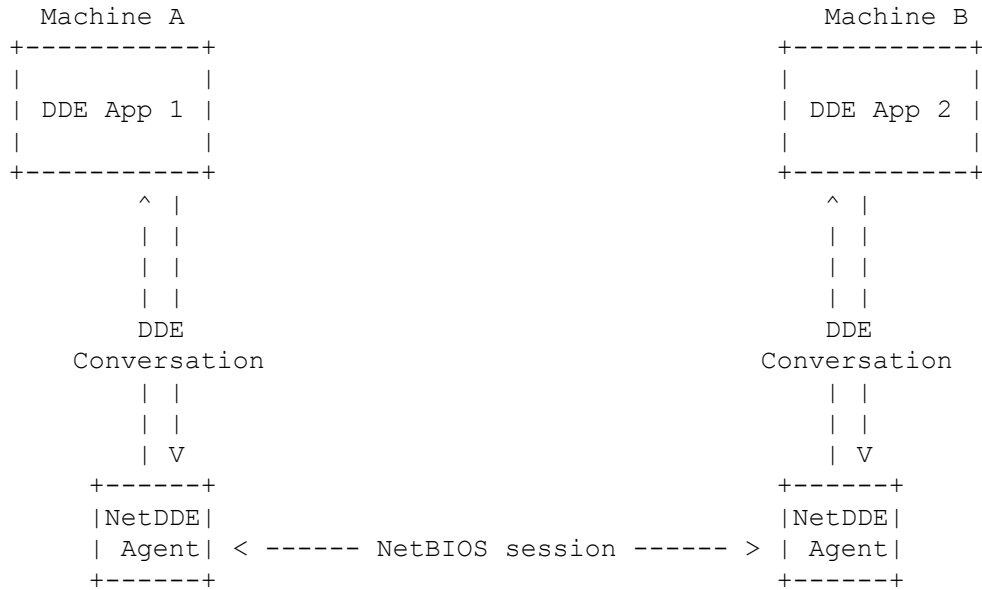 Machine A Machine B
DDE App 1 DDE App 2
DDE DDE
Conversation Conversation
NetDDE NetDDE
Agent < ------ NetBIOS session ------ > Agent